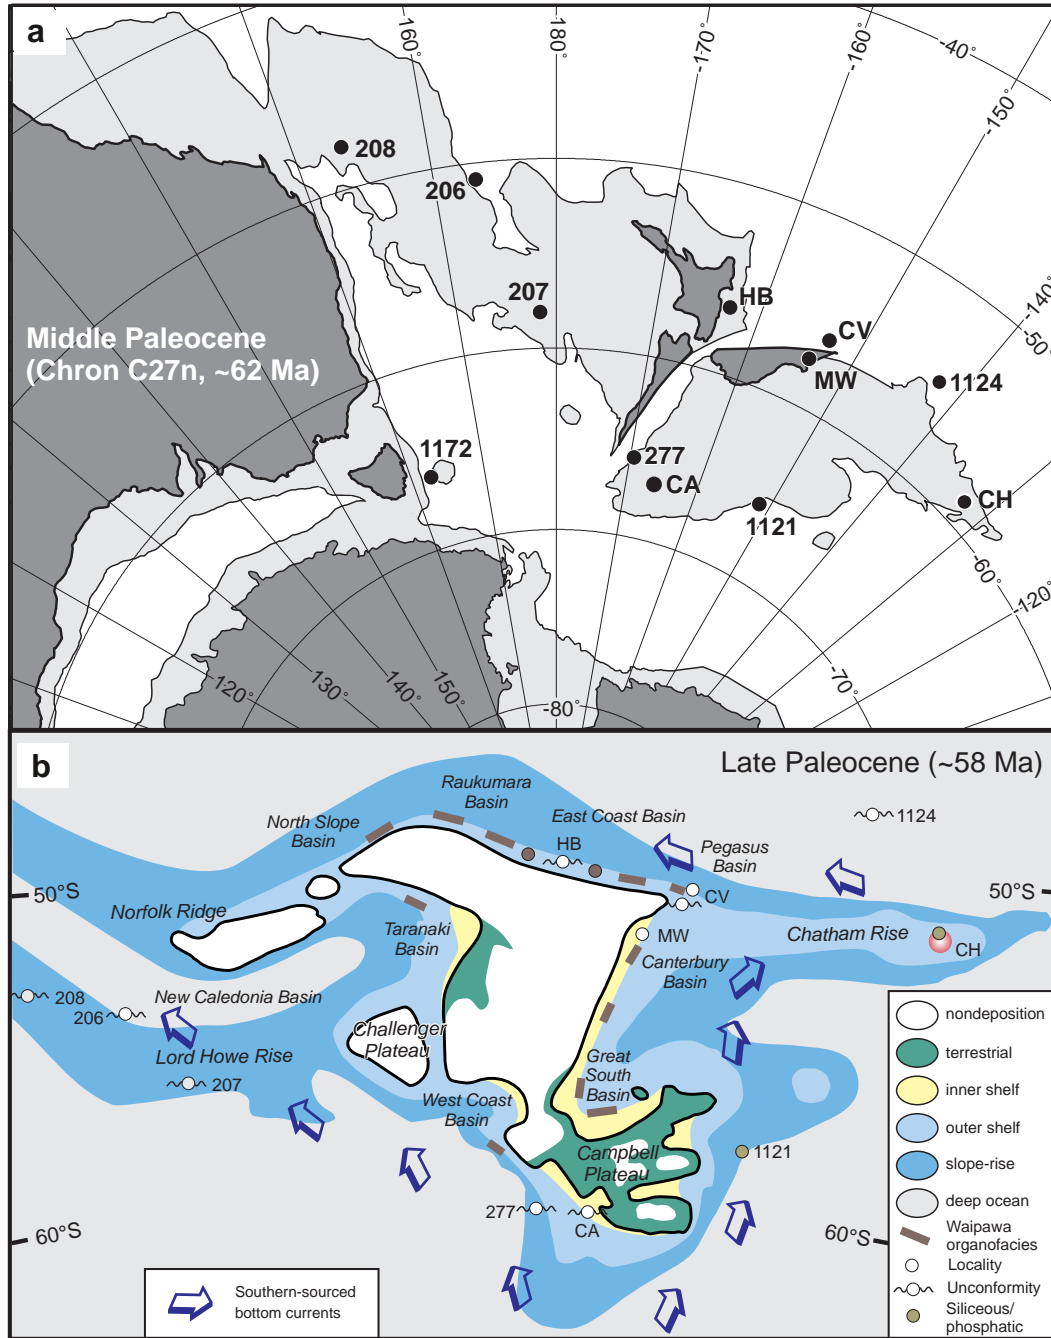 a
160°
180°
-170°
-160°
-40°
-150°
208
206
207
HB
CV
MW
-140°
-50°
1124
Middle Paleocene
(Chron C27n, ~62 Ma)
1172
277
CA
1121
CH
-60°
-120°
120°
130°
140°
150°
-80°
-70°
b
Late Paleocene (~58 Ma)
Raukumara
Basin
North Slope
Basin
East Coast Basin
1124
HB
Pegasus
Basin
50°S
50°S
CV
Norfolk Ridge
Taranaki
Basin
MW
Chatham Rise
CH
Canterbury
Basin
208
206
New Caledonia Basin
Challenger
Plateau
Lord Howe Rise
207
Great
South
Basin
West Coast
Basin
Campbell
Plateau
1121
277
CA
60°S
60°S
nondeposition
terrestrial
inner shelf
outer shelf
slope-rise
deep ocean
Waipawa
organofacies
Locality
Unconformity
Siliceous/
phosphatic
Southern-sourced
bottom currents